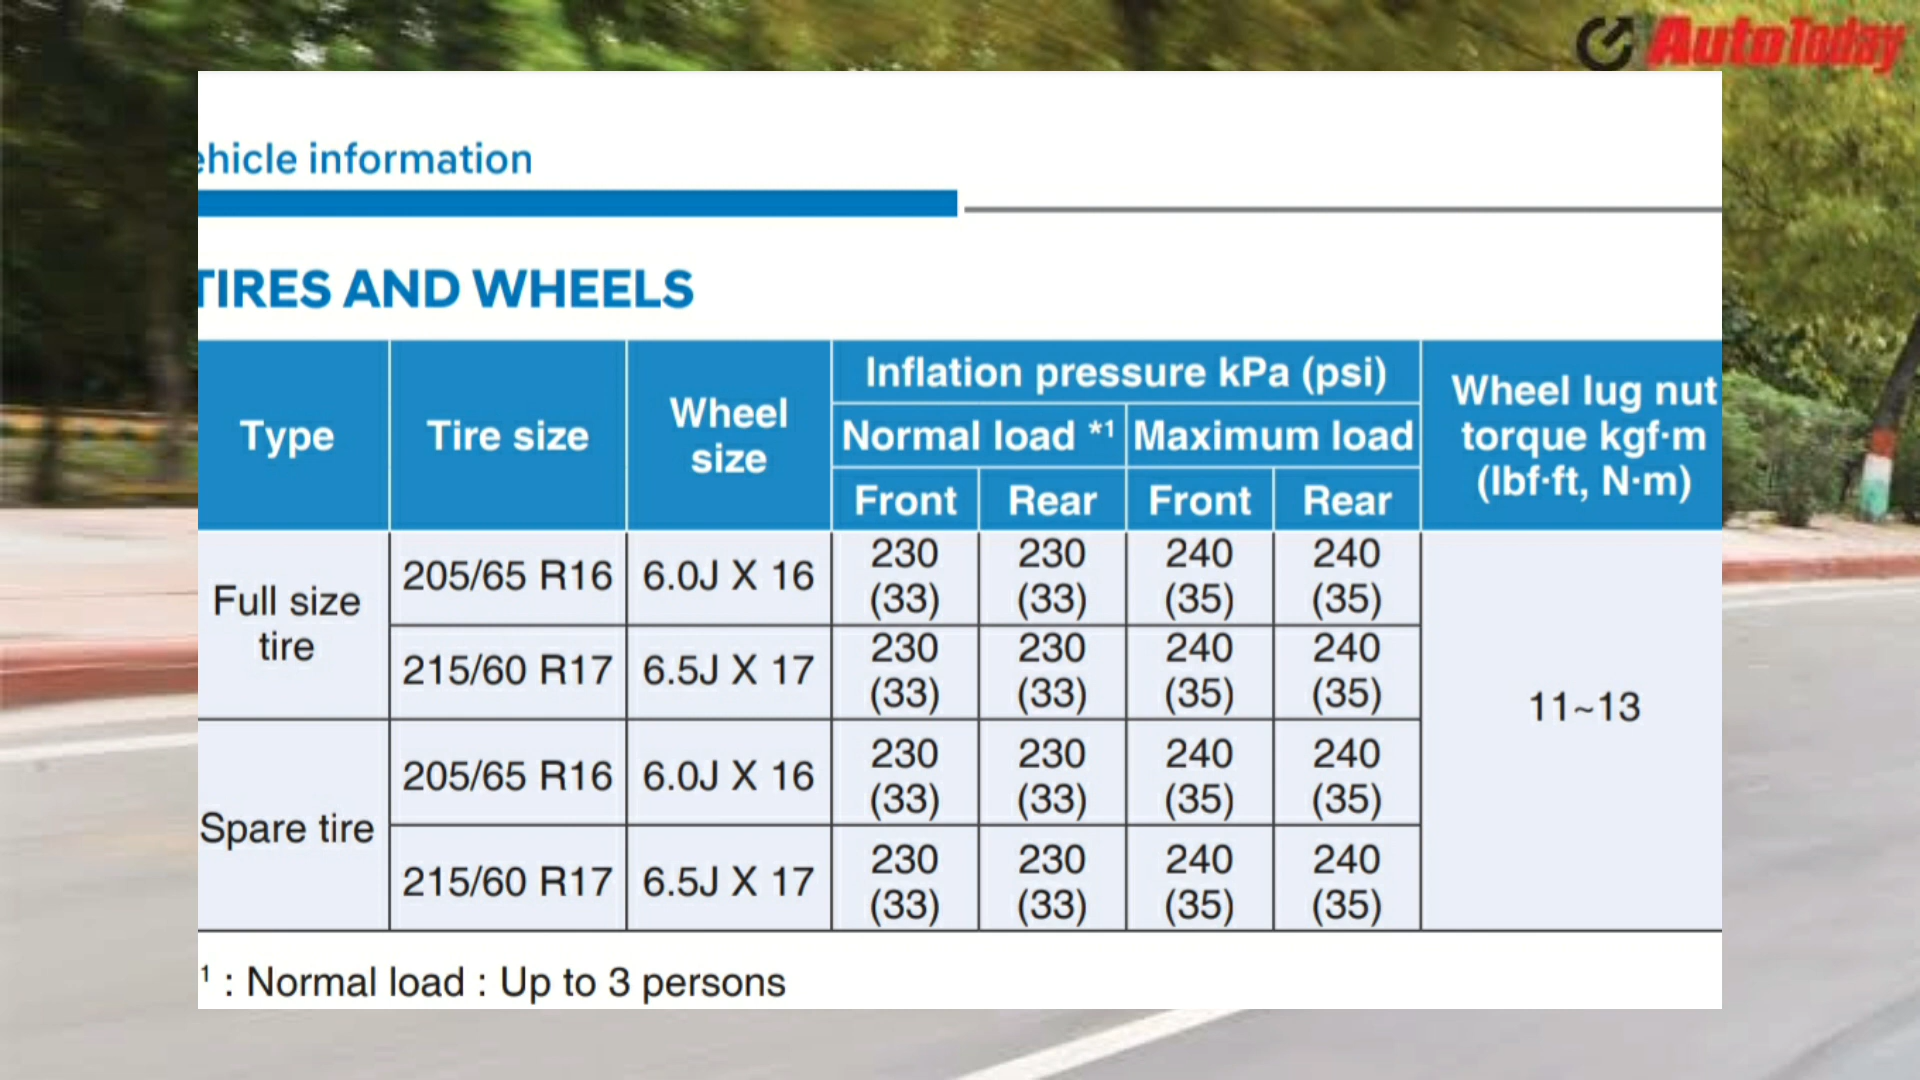 AutoToday
ehicle information
TIRES AND WHEELS
Type Tire size Wheel size Inflation pressure kPa (psi) Wheel lug nut torque kgf·m (lbf·ft, N·m)
Normal load *1 Maximum load
Front Rear Front Rear
Full size tire 205/65 R16 6.0J X 16 230 (33) 230 (33) 240 (35) 240 (35) 11~13
215/60 R17 6.5J X 17 230 (33) 230 (33) 240 (35) 240 (35)
Spare tire 205/65 R16 6.0J X 16 230 (33) 230 (33) 240 (35) 240 (35)
215/60 R17 6.5J X 17 230 (33) 230 (33) 240 (35) 240 (35)
1 : Normal load : Up to 3 persons